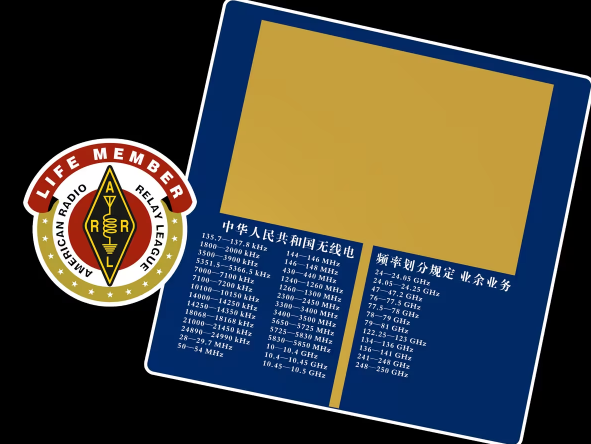 LIFE MEMBER
AMERICAN RADIO RELAY LEAGUE
A
R R
L
中华人民共和国无线电 频率划分规定 业余业务
135.7—137.8 kHz
1800—2000 kHz
3500—3900 kHz
5351.5—5366.5 kHz
7000—7100 kHz
7100—7200 kHz
10100—10150 kHz
14000—14250 kHz
14250—14350 kHz
18068—18168 kHz
21000—21450 kHz
24890—24990 kHz
28—29.7 MHz
50—54 MHz
144—146 MHz
146—148 MHz
430—440 MHz
1240—1260 MHz
1260—1300 MHz
2300—2450 MHz
3300—3400 MHz
3400—3500 MHz
5650—5725 MHz
5725—5830 MHz
5830—5850 MHz
10—10.4 GHz
10.4—10.45 GHz
10.45—10.5 GHz
24—24.05 GHz
24.05—24.25 GHz
47—47.2 GHz
76—77.5 GHz
77.5—78 GHz
78—79 GHz
79—81 GHz
122.25—123 GHz
134—136 GHz
136—141 GHz
241—248 GHz
248—250 GHz